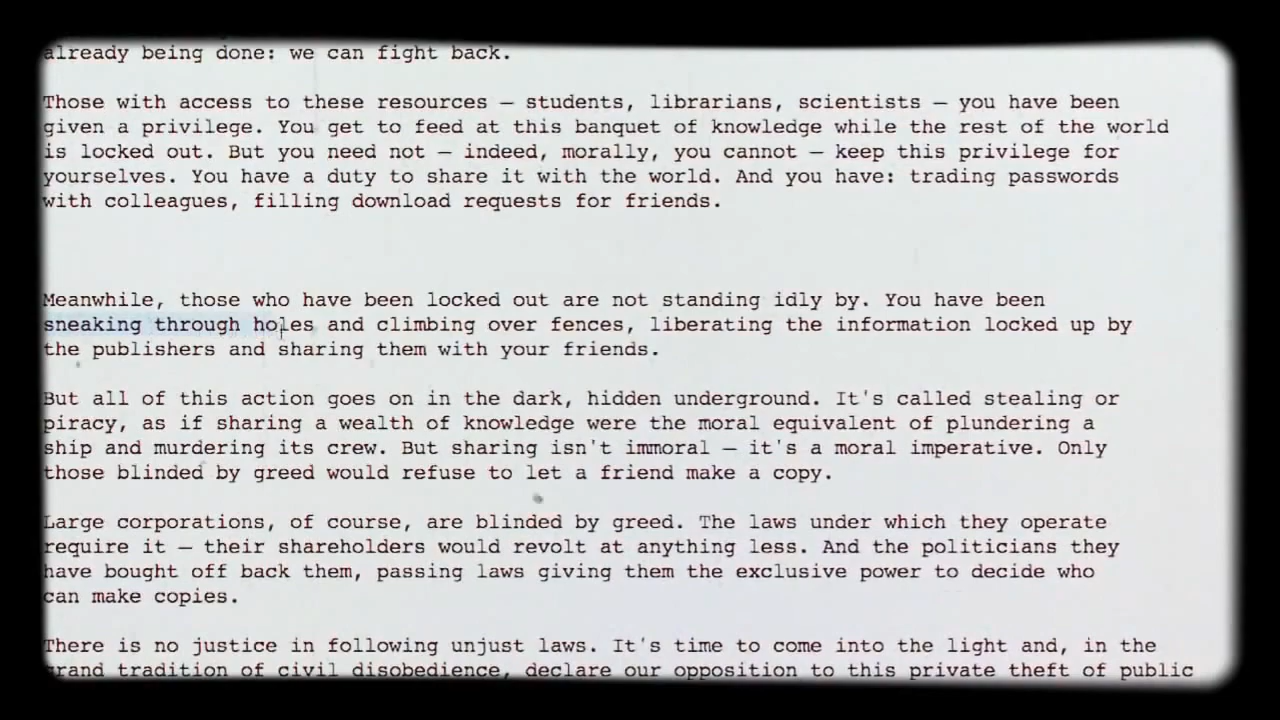 already being done: we can fight back.
Those with access to these resources — students, librarians, scientists — you have been
given a privilege. You get to feed at this banquet of knowledge while the rest of the world
is locked out. But you need not — indeed, morally, you cannot — keep this privilege for
yourselves. You have a duty to share it with the world. And you have: trading passwords
with colleagues, filling download requests for friends.
Meanwhile, those who have been locked out are not standing idly by. You have been
sneaking through holes and climbing over fences, liberating the information locked up by
the publishers and sharing them with your friends.
But all of this action goes on in the dark, hidden underground. It's called stealing or
piracy, as if sharing a wealth of knowledge were the moral equivalent of plundering a
ship and murdering its crew. But sharing isn't immoral — it's a moral imperative. Only
those blinded by greed would refuse to let a friend make a copy.
Large corporations, of course, are blinded by greed. The laws under which they operate
require it — their shareholders would revolt at anything less. And the politicians they
have bought off back them, passing laws giving them the exclusive power to decide who
can make copies.
There is no justice in following unjust laws. It's time to come into the light and, in the
grand tradition of civil disobedience, declare our opposition to this private theft of public